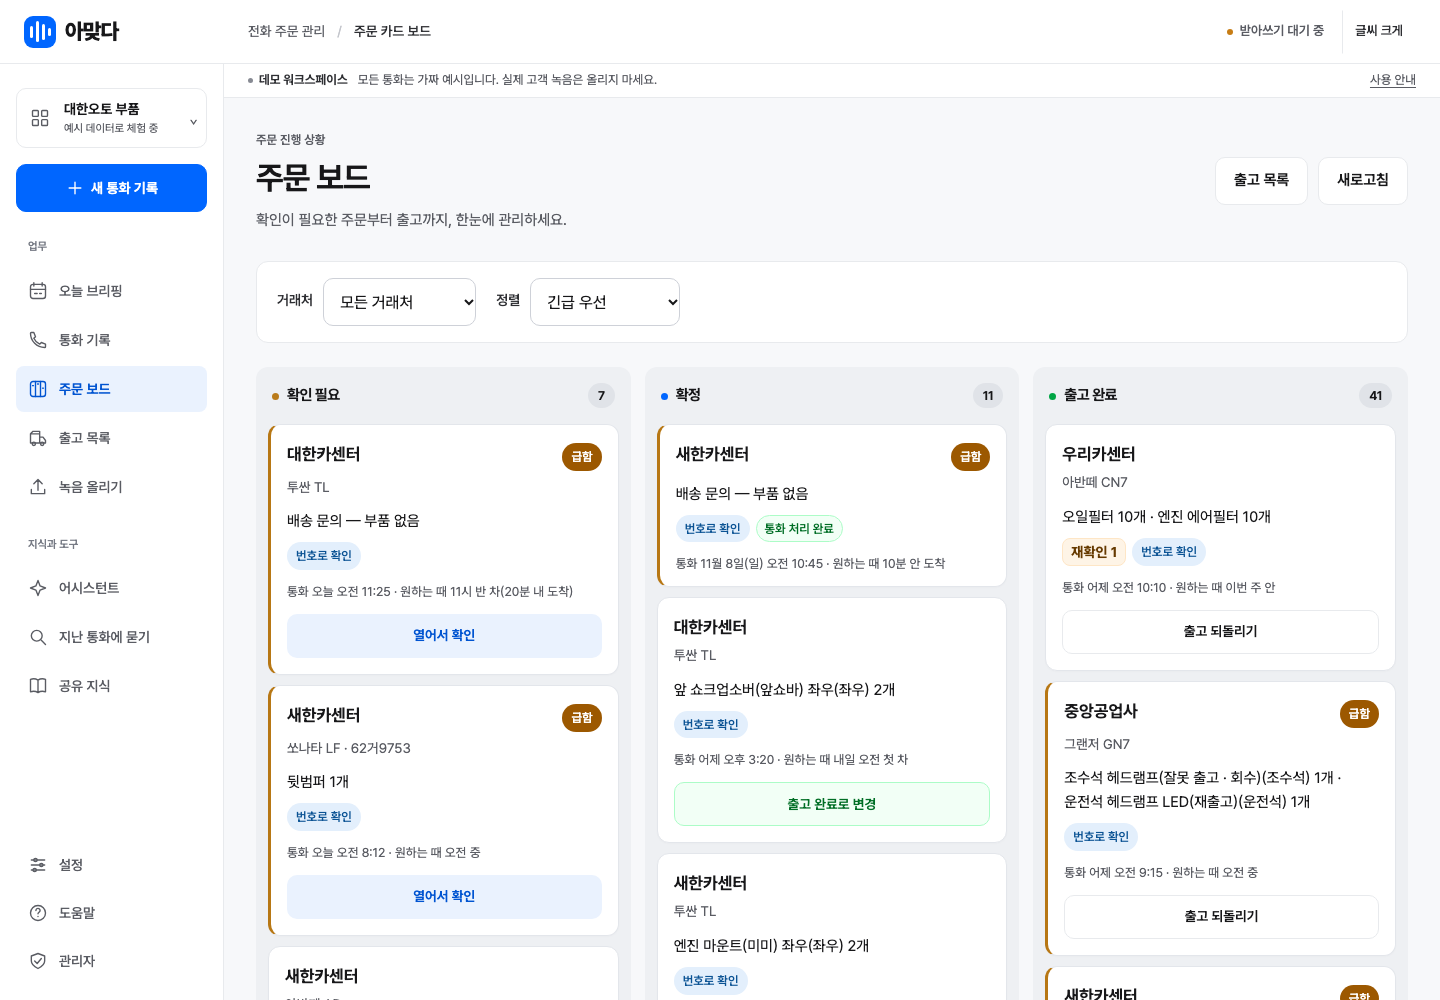 아맞다
전화 주문 관리 / 주문 카드 보드
받아쓰기 대기 중
글씨 크게
데모 워크스페이스 모든 통화는 가짜 예시입니다. 실제 고객 녹음은 올리지 마세요.
사용 안내
대한오토 부품
예시 데이터로 체험 중
새 통화 기록
업무
오늘 브리핑
통화 기록
주문 보드
출고 목록
녹음 올리기
지식과 도구
어시스턴트
지난 통화에 묻기
공유 지식
설정
도움말
관리자
주문 진행 상황
주문 보드
확인이 필요한 주문부터 출고까지, 한눈에 관리하세요.
출고 목록
새로고침
거래처 모든 거래처 정렬 긴급 우선
확인 필요 7
대한카센터 급함
투싼 TL
배송 문의 — 부품 없음
번호로 확인
통화 오늘 오전 11:25 · 원하는 때 11시 반 차(20분 내 도착)
열어서 확인
새한카센터 급함
쏘나타 LF · 62거9753
뒷범퍼 1개
번호로 확인
통화 오늘 오전 8:12 · 원하는 때 오전 중
열어서 확인
새한카센터
확정 11
새한카센터 급함
배송 문의 — 부품 없음
번호로 확인 통화 처리 완료
통화 11월 8일(일) 오전 10:45 · 원하는 때 10분 안 도착
대한카센터
투싼 TL
앞 쇼크업소버(앞쇼바) 좌우(좌우) 2개
번호로 확인
통화 어제 오후 3:20 · 원하는 때 내일 오전 첫 차
출고 완료로 변경
새한카센터
투싼 TL
엔진 마운트(미미) 좌우(좌우) 2개
번호로 확인
출고 완료 41
우리카센터
아반떼 CN7
오일필터 10개 · 엔진 에어필터 10개
재확인 1 번호로 확인
통화 어제 오전 10:10 · 원하는 때 이번 주 안
출고 되돌리기
중앙공업사 급함
그랜저 GN7
조수석 헤드램프(잘못 출고 · 회수)(조수석) 1개 ·
운전석 헤드램프 LED(재출고)(운전석) 1개
번호로 확인
통화 어제 오전 9:15 · 원하는 때 오전 중
출고 되돌리기
새한카센터 급함